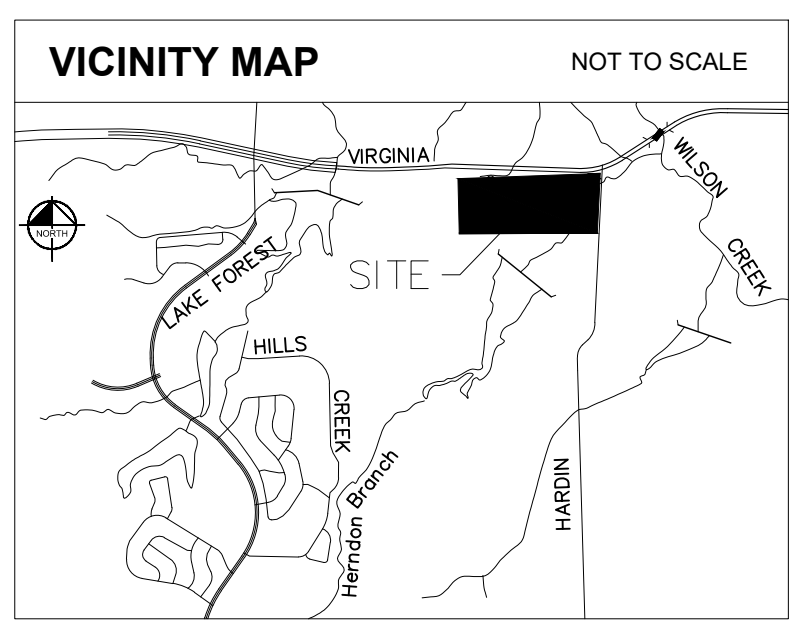 VICINITY MAP
NOT TO SCALE
VIRGINIA
WILSON
CREEK
NORTH
SITE
LAKE FOREST
HILLS
CREEK
Herndon Branch
HARDIN